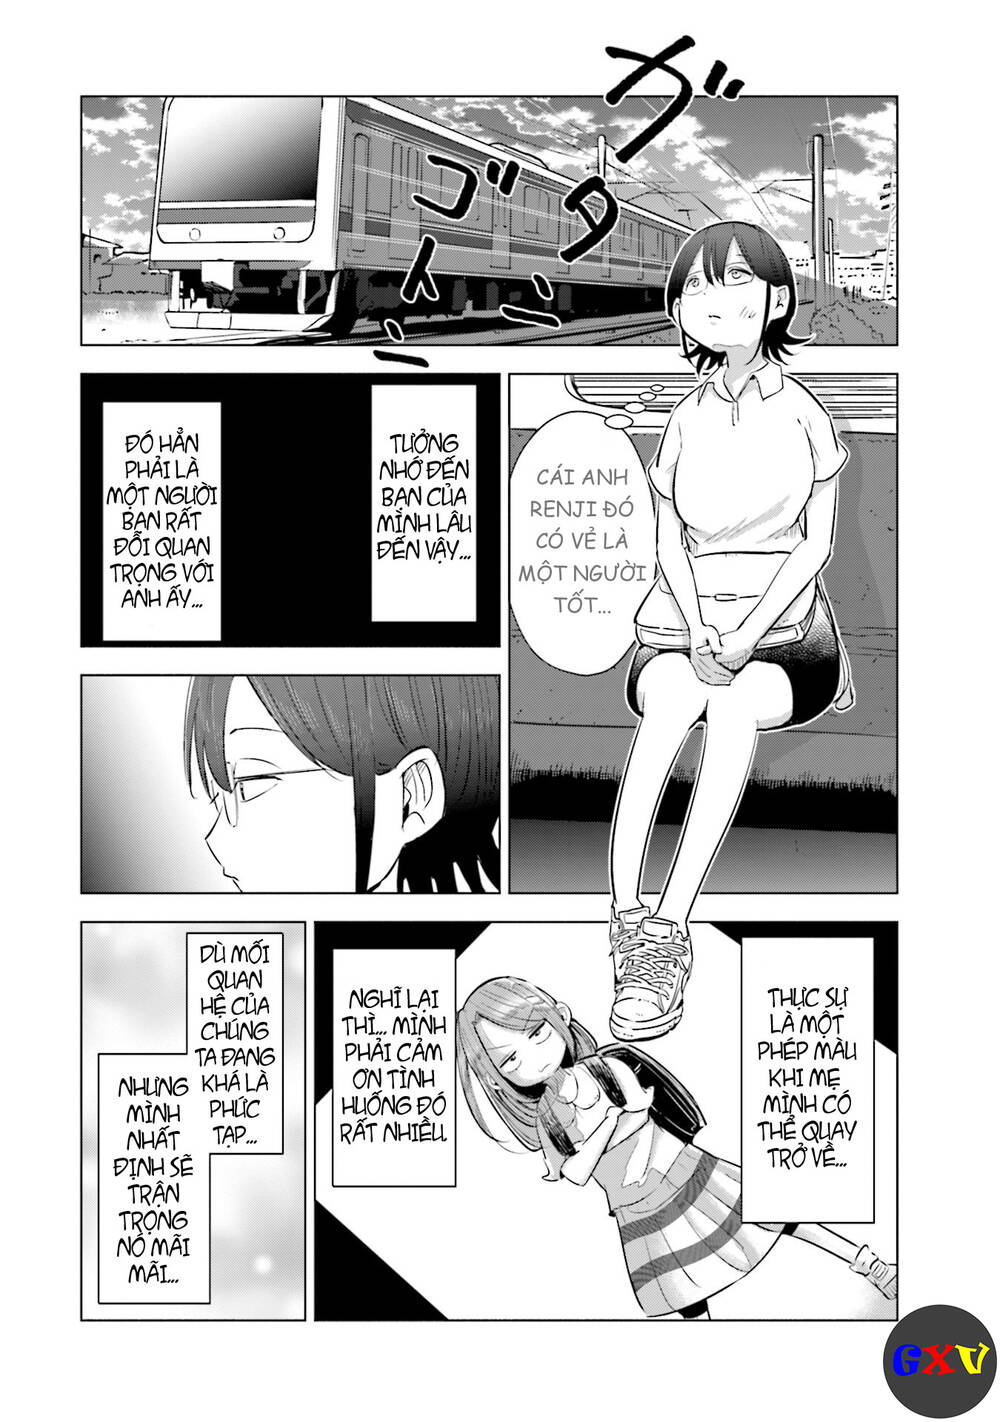 ガタ
ゴ
トン
CÁI ANH
RENJI ĐÓ
CÓ VẺ LÀ
MỘT NGƯỜI
TỐT...
TƯỞNG
NHỚ ĐẾN
BẠN CỦA
MÌNH LÂU
ĐẾN VẬY...
ĐÓ HẲN
PHẢI LÀ
MỘT NGƯỜI
BẠN RẤT
ĐỖI QUAN
TRỌNG VỚI
ANH ẤY...
THỰC SỰ
LÀ MỘT
PHÉP MÀU
KHI MẸ
MÌNH CÓ
THỂ QUAY
TRỞ VỀ...
NGHĨ LẠI
THÌ... MÌNH
PHẢI CẢM
ƠN TÌNH
HUỐNG ĐÓ
RẤT NHIỀU.
DÙ MỐI
QUAN
HỆ CỦA
CHÚNG
TA ĐANG
KHÁ LÀ
PHỨC
TẠP...
NHƯNG
MÌNH
NHẤT
ĐỊNH SẼ
TRÂN
TRỌNG
NÓ MÃI
MÃI...
GXV